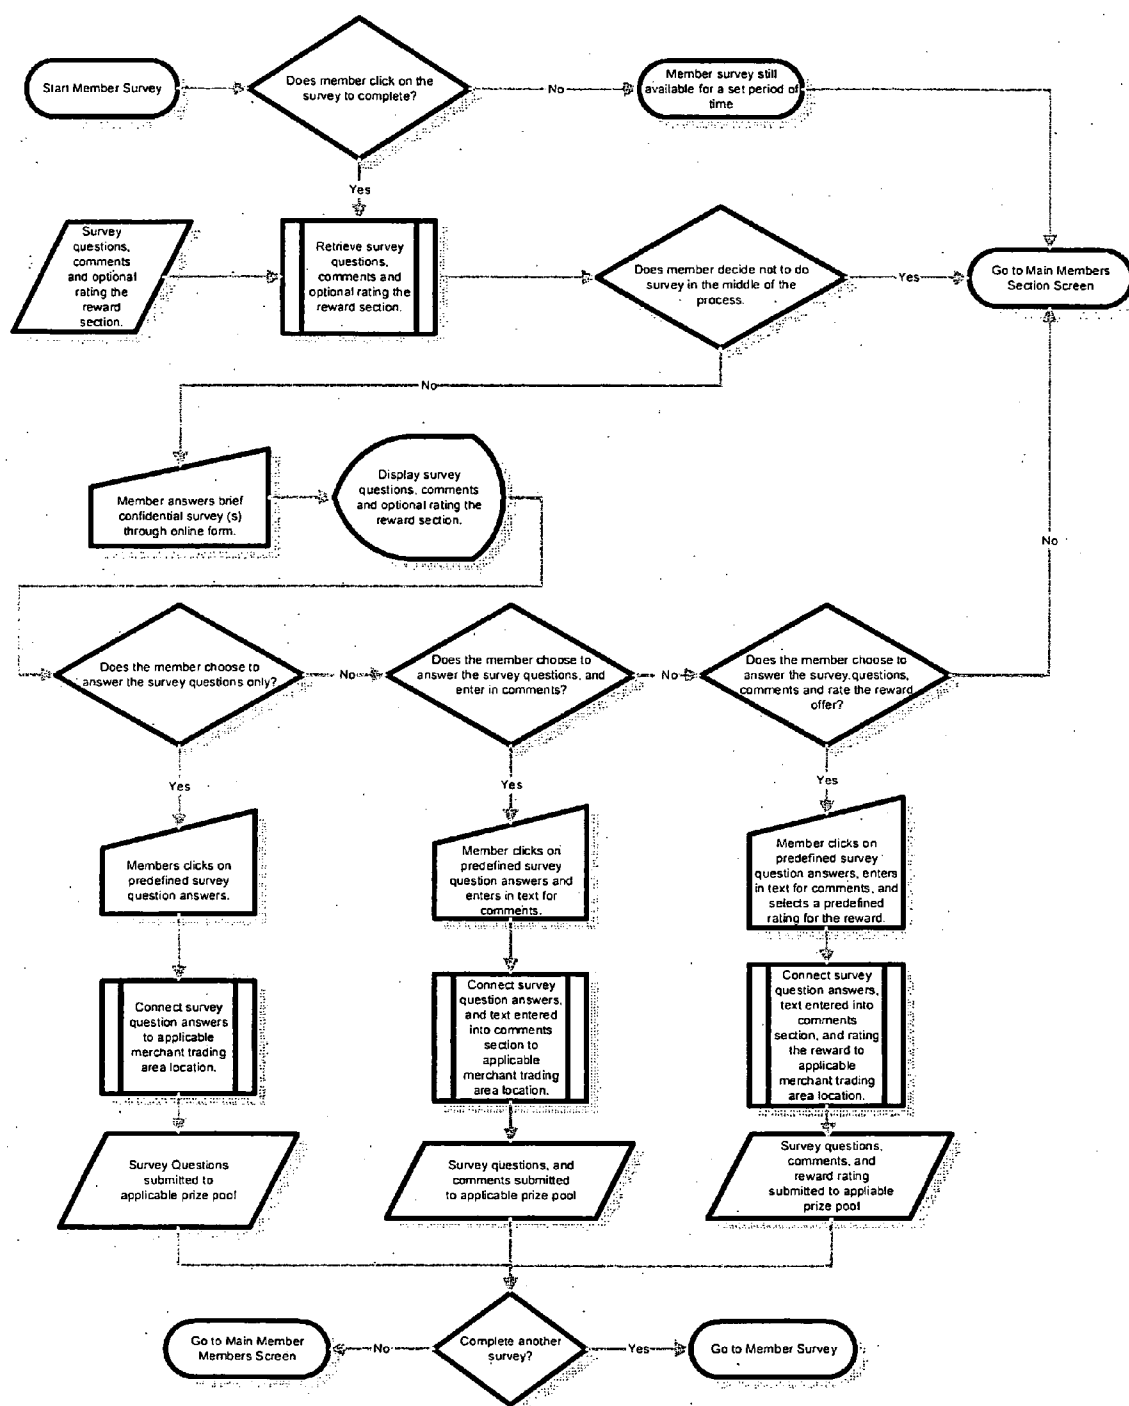 Start Member Survey
Does member click on the
survey to complete?
No
Member survey still
available for a set period of
time
Yes
Survey
questions,
comments
and optional
rating the
reward
section.
Retrieve survey
questions,
comments and
optional rating the
reward section.
Does member decide not to do
survey in the middle of the
process.
Yes
Go to Main Members
Section Screen
No
Member answers brief
confidential survey (s)
through online form.
Display survey
questions, comments
and optional rating the
reward section.
No
Does the member choose to
answer the survey questions only?
No
Does the member choose to
answer the survey questions, and
enter in comments?
No
Does the member choose to
answer the survey questions,
comments and rate the reward
offer?
Yes
Yes
Yes
Members clicks on
predefined survey
question answers.
Member clicks on
predefined survey
question answers and
enters in text for
comments.
Member clicks on
predefined survey
question answers, enters
in text for comments, and
selects a predefined
rating for the reward.
Connect survey
question answers
to applicable
merchant trading
area location.
Connect survey
question answers,
and text entered
into comments
section to
applicable
merchant trading
area location.
Connect survey
question answers,
text entered into
comments
section, and rating
the reward to
applicable
merchant trading
area location.
Survey Questions
submitted to
applicable prize pool
Survey questions, and
comments submitted
to applicable prize pool
Survey questions,
comments, and
reward rating
submitted to appliable
prize pool
Go to Main Member
Members Screen
No
Complete another
survey?
Yes
Go to Member Survey